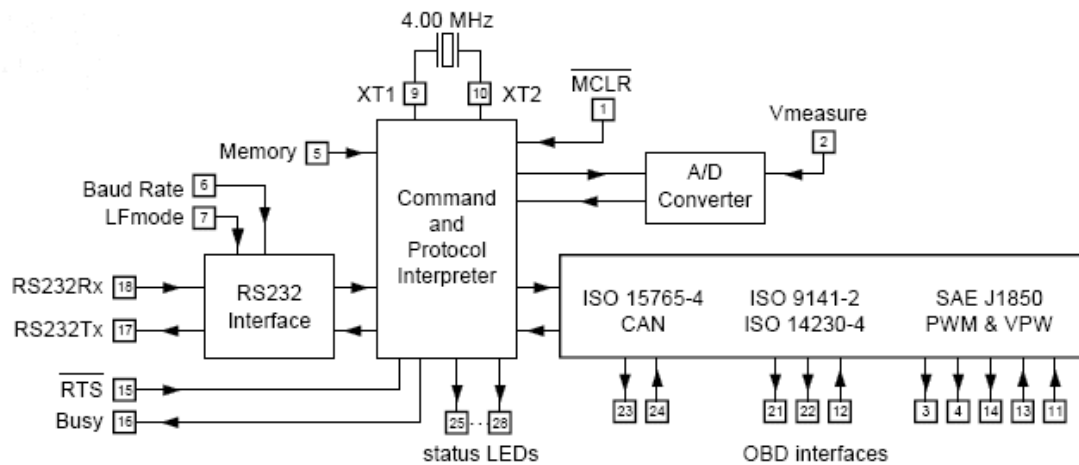 4.00 MHz
XT1 9 10 XT2
MCLR
1
Vmeasure
2
Memory 5
A/D
Converter
Baud Rate 6
LFmode 7
Command
and
Protocol
Interpreter
RS232Rx 18
RS232
Interface
RS232Tx 17
ISO 15765-4
CAN
ISO 9141-2
ISO 14230-4
SAE J1850
PWM & VPW
RTS 15
Busy 16
25 ... 28
status LEDs
23 24
21 22 12
3 4 14 13 11
OBD interfaces